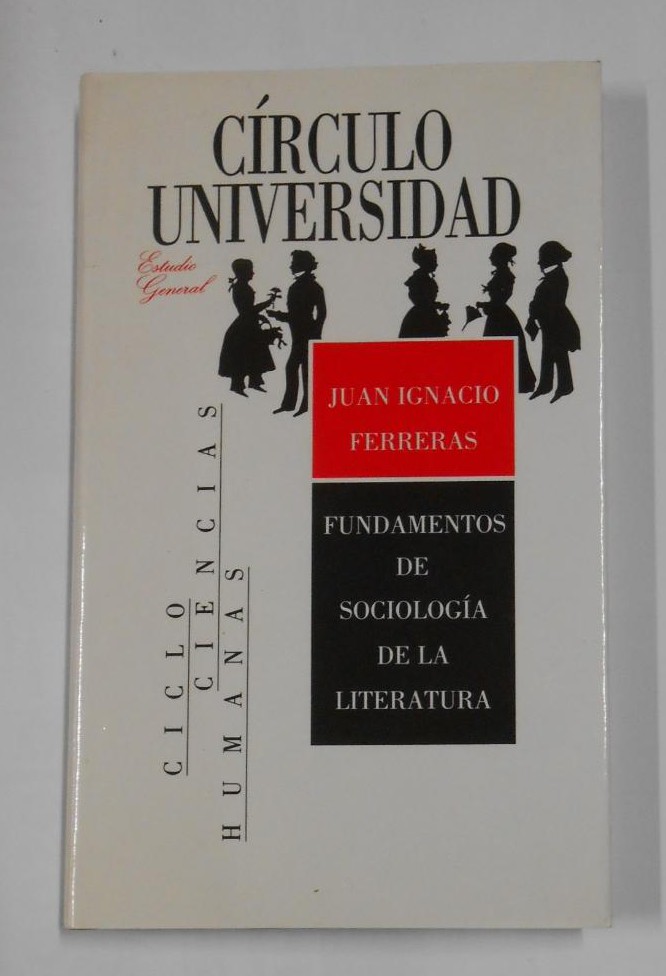 CÍRCULO
UNIVERSIDAD
Estudio
General
JUAN IGNACIO
FERRERAS
FUNDAMENTOS
DE
SOCIOLOGÍA
DE LA
LITERATURA
CICLO
CIENCIAS
HUMANAS